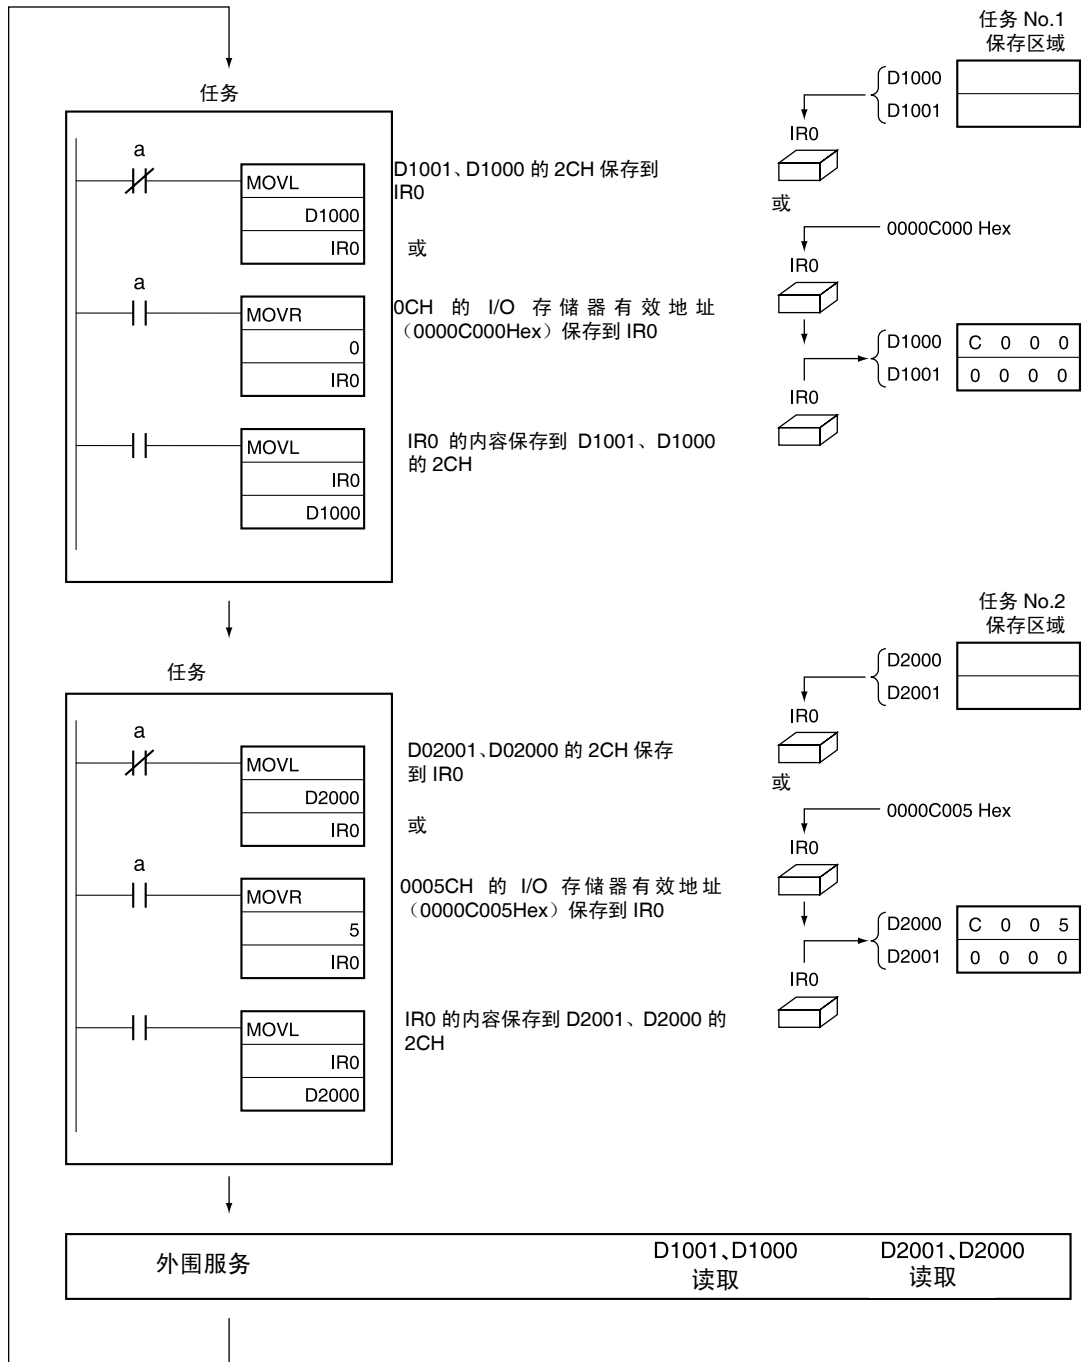 任务 No.1
保存区域
D1000
D1001
IR0
或
0000C000 Hex
IR0
D1000 C 0 0 0
D1001 0 0 0 0
IR0
任务
a
MOVL
D1000
IR0
D1001、D1000 的 2CH 保存到
IR0
或
a
MOVR
0
IR0
0CH 的 I/O 存储器有效地址
（0000C000Hex）保存到 IR0
MOVL
IR0
D1000
IR0 的内容保存到 D1001、D1000
的 2CH
任务 No.2
保存区域
D2000
D2001
IR0
或
0000C005 Hex
IR0
D2000 C 0 0 5
D2001 0 0 0 0
IR0
任务
a
MOVL
D2000
IR0
D02001、D02000 的 2CH 保存
到 IR0
或
a
MOVR
5
IR0
0005CH 的 I/O 存储器有效地址
（0000C005Hex）保存到 IR0
MOVL
IR0
D2000
IR0 的内容保存到 D2001、D2000 的
2CH
外围服务
D1001、D1000
读取
D2001、D2000
读取